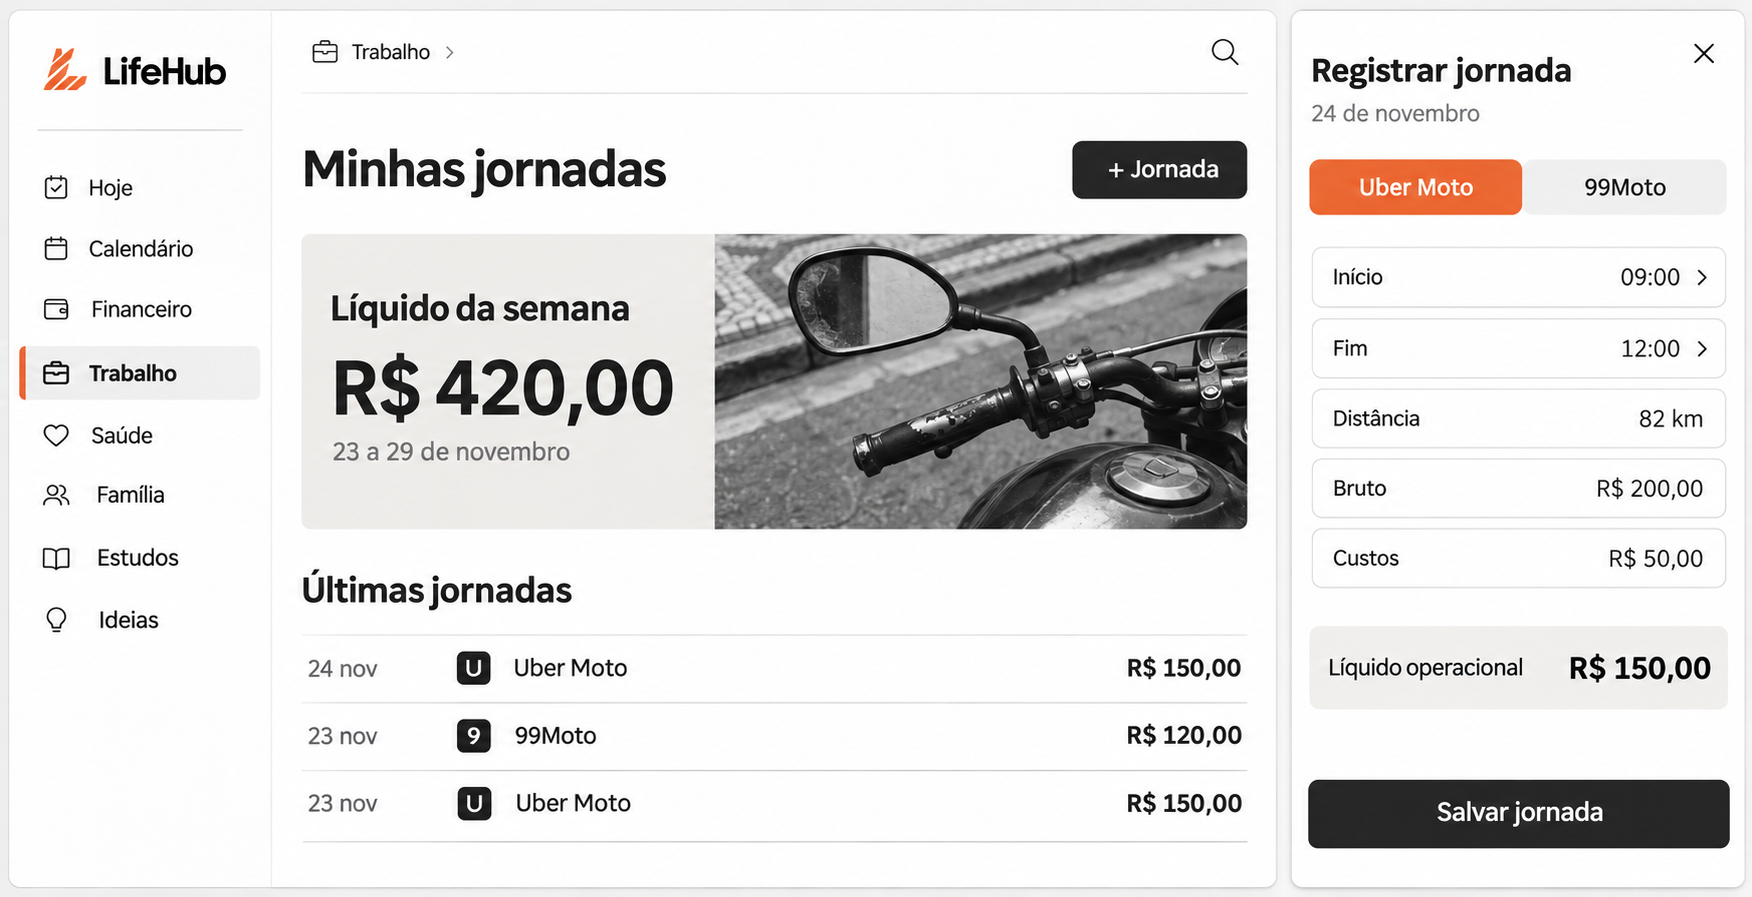 LifeHub
Hoje
Calendário
Financeiro
Trabalho
Saúde
Família
Estudos
Ideias
Trabalho
Minhas jornadas
+ Jornada
Líquido da semana
R$ 420,00
23 a 29 de novembro
Últimas jornadas
24 nov U Uber Moto R$ 150,00
23 nov 9 99Moto R$ 120,00
23 nov U Uber Moto R$ 150,00
Registrar jornada
24 de novembro
Uber Moto 99Moto
Início 09:00
Fim 12:00
Distância 82 km
Bruto R$ 200,00
Custos R$ 50,00
Líquido operacional R$ 150,00
Salvar jornada